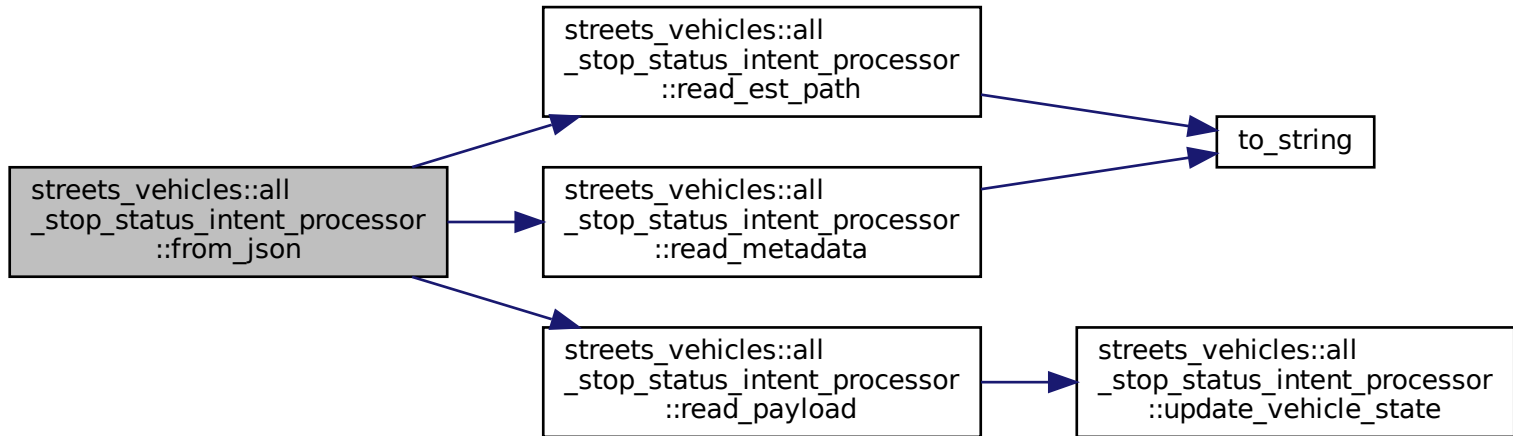 streets_vehicles::all
_stop_status_intent_processor
::from_json
streets_vehicles::all
_stop_status_intent_processor
::read_est_path
streets_vehicles::all
_stop_status_intent_processor
::read_metadata
streets_vehicles::all
_stop_status_intent_processor
::read_payload
to_string
streets_vehicles::all
_stop_status_intent_processor
::update_vehicle_state